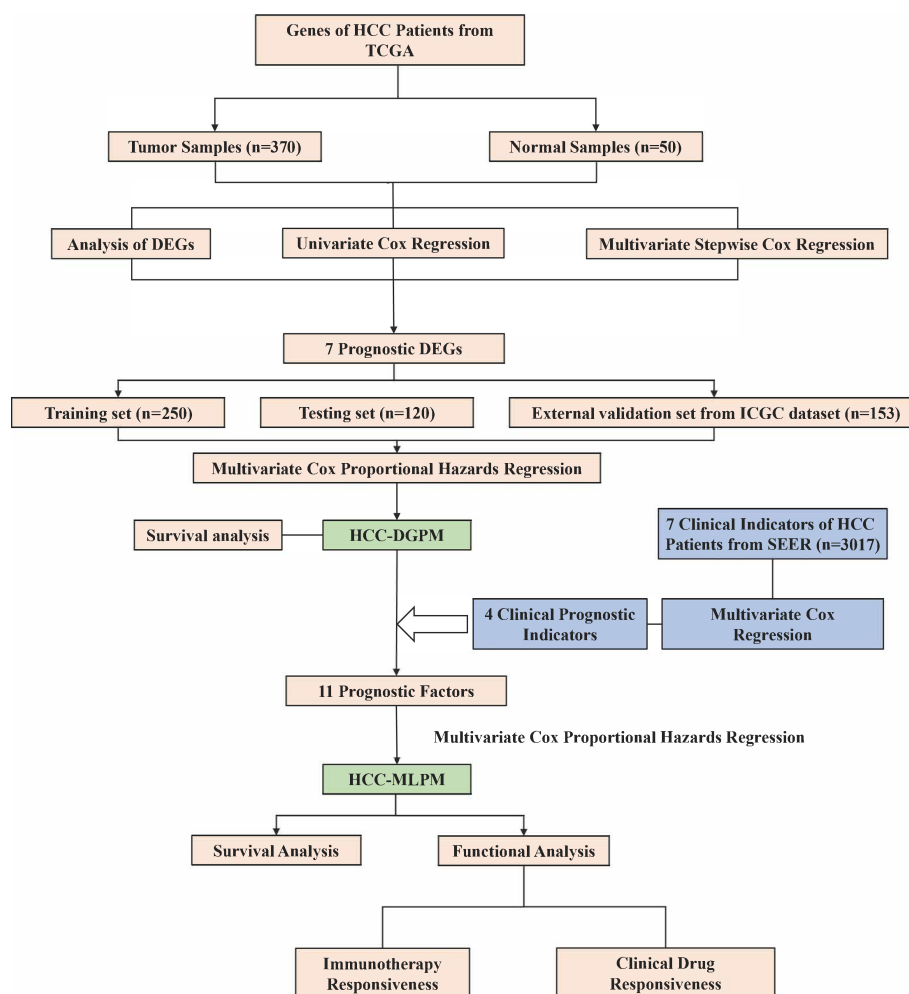 Genes of HCC Patients from
TCGA
Tumor Samples (n=370)
Normal Samples (n=50)
Analysis of DEGs
Univariate Cox Regression
Multivariate Stepwise Cox Regression
7 Prognostic DEGs
Training set (n=250)
Testing set (n=120)
External validation set from ICGC dataset (n=153)
Multivariate Cox Proportional Hazards Regression
Survival analysis
HCC-DGPM
7 Clinical Indicators of HCC
Patients from SEER (n=3017)
4 Clinical Prognostic
Indicators
Multivariate Cox
Regression
11 Prognostic Factors
Multivariate Cox Proportional Hazards Regression
HCC-MLPM
Survival Analysis
Functional Analysis
Immunotherapy
Responsiveness
Clinical Drug
Responsiveness